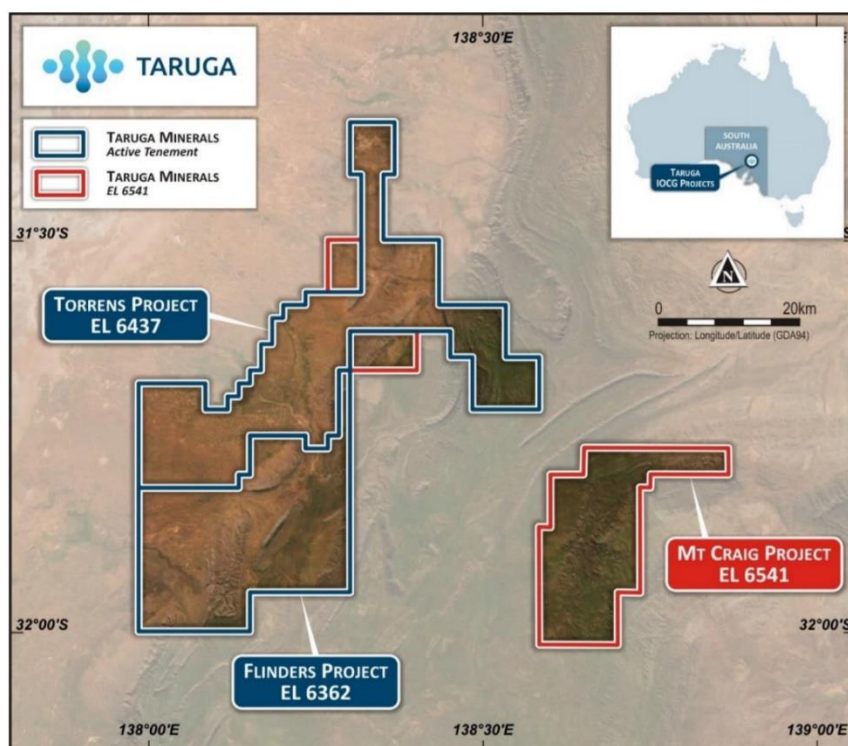 138°30'E
TARUGA
TARUGA MINERALS
Active Tenement
TARUGA MINERALS
EL 6541
SOUTH
AUSTRALIA
TARUGA
IOCG PROJECTS
31°30'S
N
0 20km
Projection: Longitude/Latitude (GDA94)
TORRENS PROJECT
EL 6437
MT CRAIG PROJECT
EL 6541
32°00'S
32°00'S
FLINDERS PROJECT
EL 6362
138°00'E
138°30'E
139°00'E